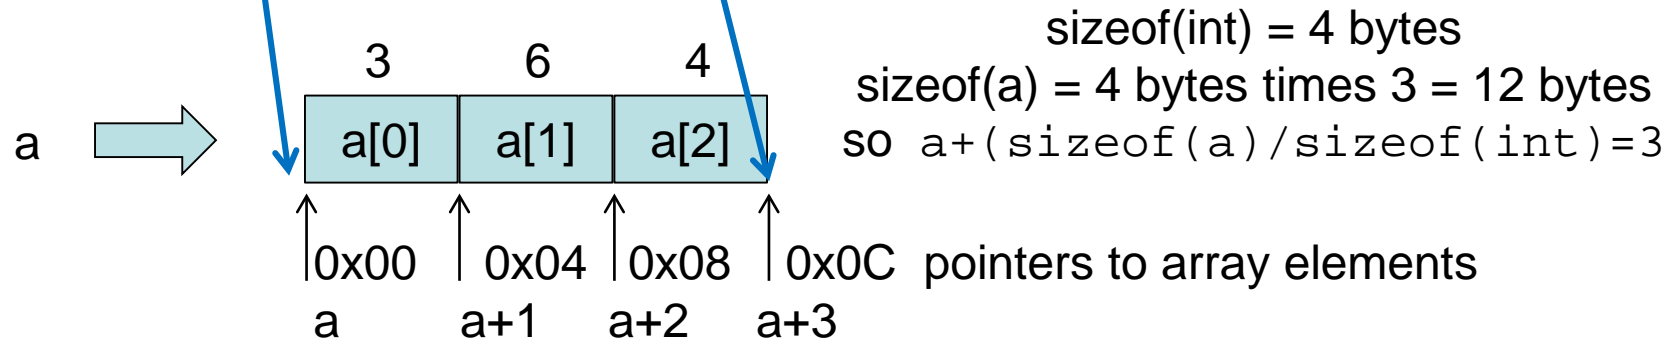 sizeof(int) = 4 bytes
3 6 4
sizeof(a) = 4 bytes times 3 = 12 bytes
a
a[0] a[1] a[2]
so a+(sizeof(a)/sizeof(int)=3
0x00 0x04 0x08 0x0C pointers to array elements
a a+1 a+2 a+3